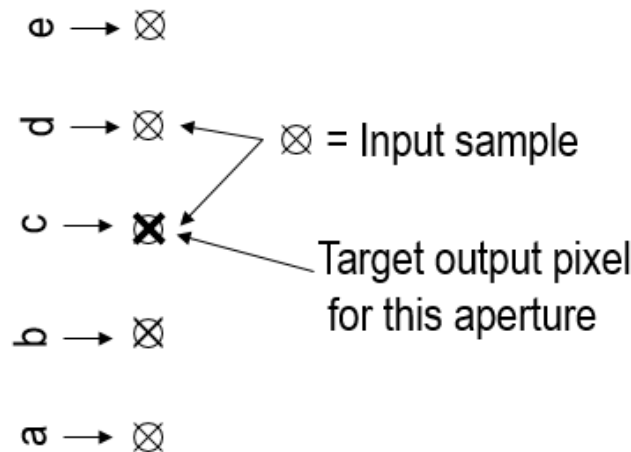 e
d
⊗ = Input sample
c
Target output pixel
for this aperture
b
a